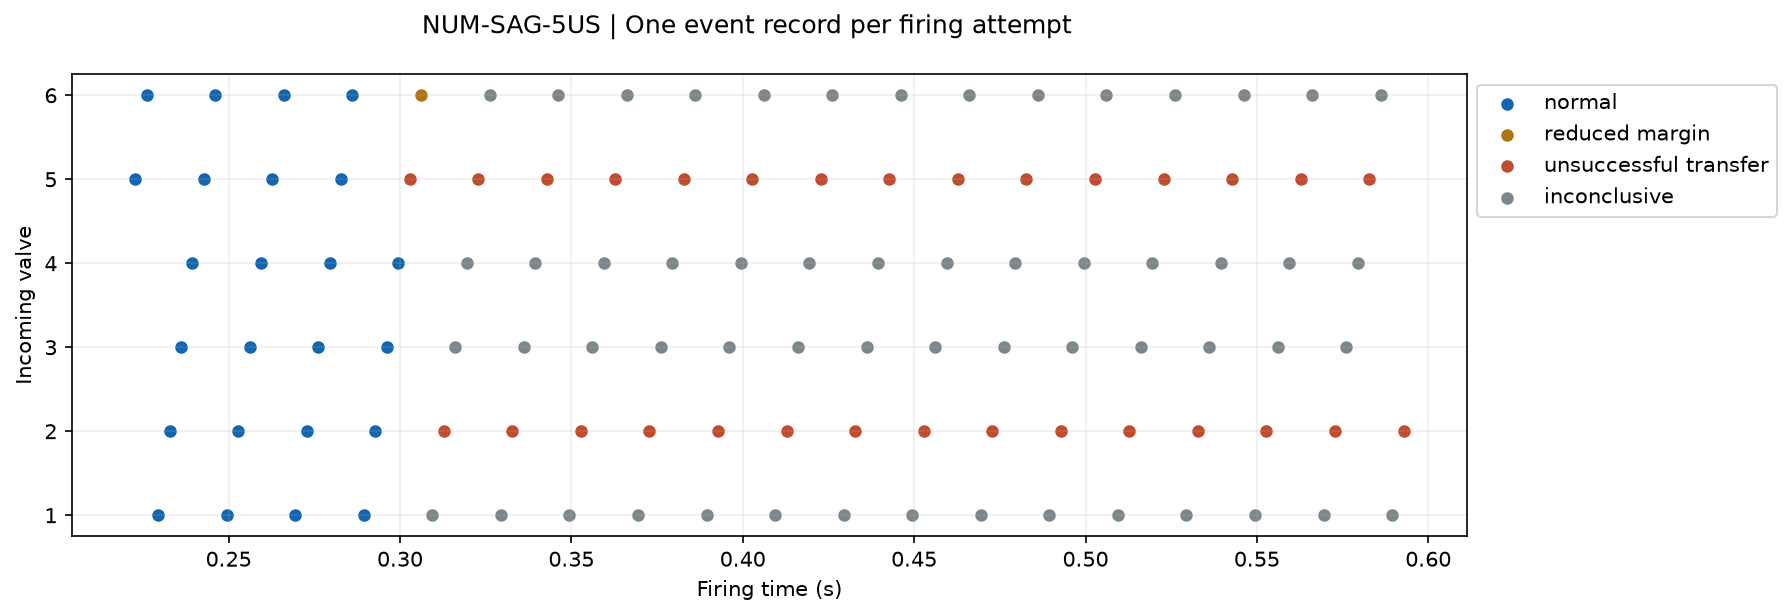 NUM-SAG-5US | One event record per firing attempt
6
5
4
3
2
1
Incoming valve
0.25 0.30 0.35 0.40 0.45 0.50 0.55 0.60
Firing time (s)
normal
reduced margin
unsuccessful transfer
inconclusive